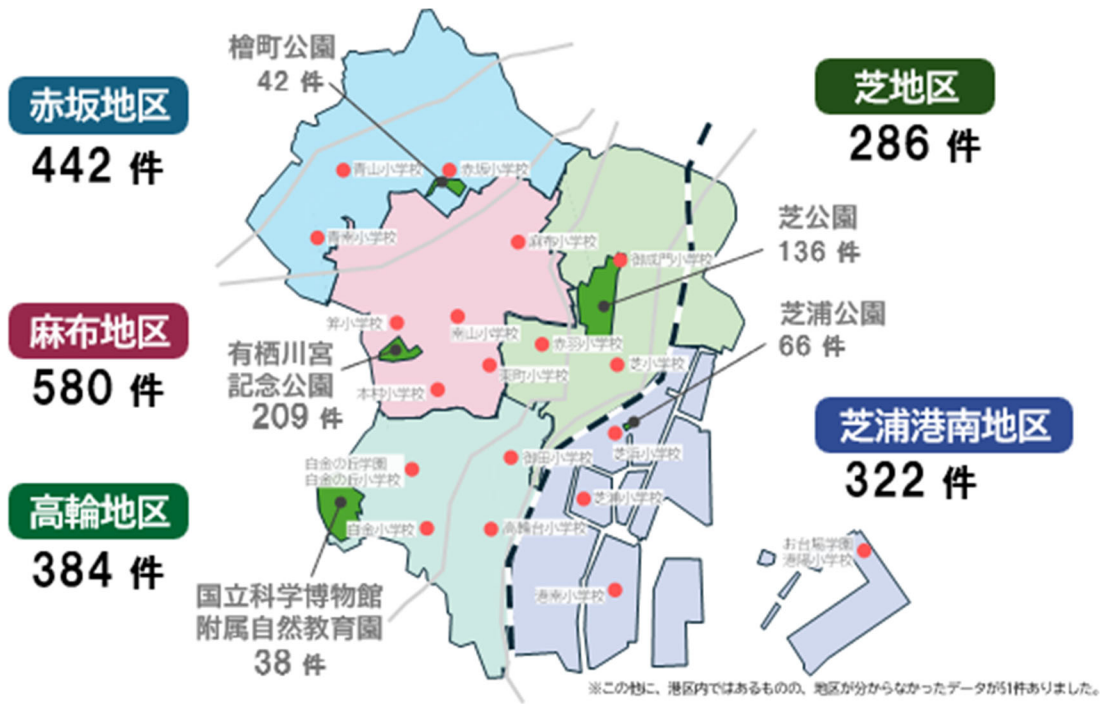 檜町公園
42 件
赤坂地区
442 件
芝地区
286 件
青山小学校
赤坂小学校
青南小学校
麻布小学校
御成門小学校
芝公園
136 件
麻布地区
580 件
笄小学校
南山小学校
赤羽小学校
芝浦公園
66 件
有栖川宮
記念公園
209 件
東町小学校
芝小学校
本村小学校
芝浦港南地区
322 件
白金の丘学園
白金の丘小学校
御田小学校
芝浜小学校
高輪地区
384 件
芝浦小学校
白金小学校
高輪台小学校
お台場学園
港陽小学校
国立科学博物館
附属自然教育園
38 件
港南小学校
※この他に、港区内ではあるものの、地区が分からなかったデータが51件ありました。